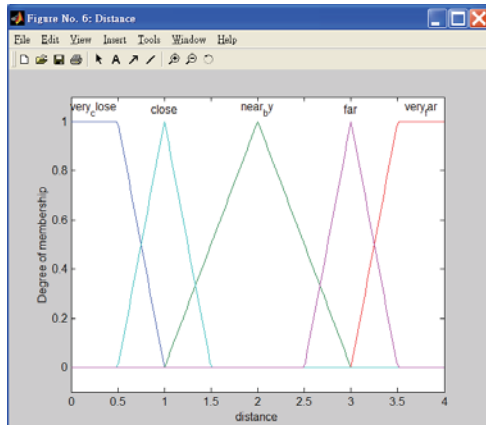 Figure No. 6: Distance
File Edit View Insert Tools Window Help
A
very_close close near_by far very_far
1
0.8
0.6
0.4
0.2
0
Degree of membership
0 0.5 1 1.5 2 2.5 3 3.5 4
distance